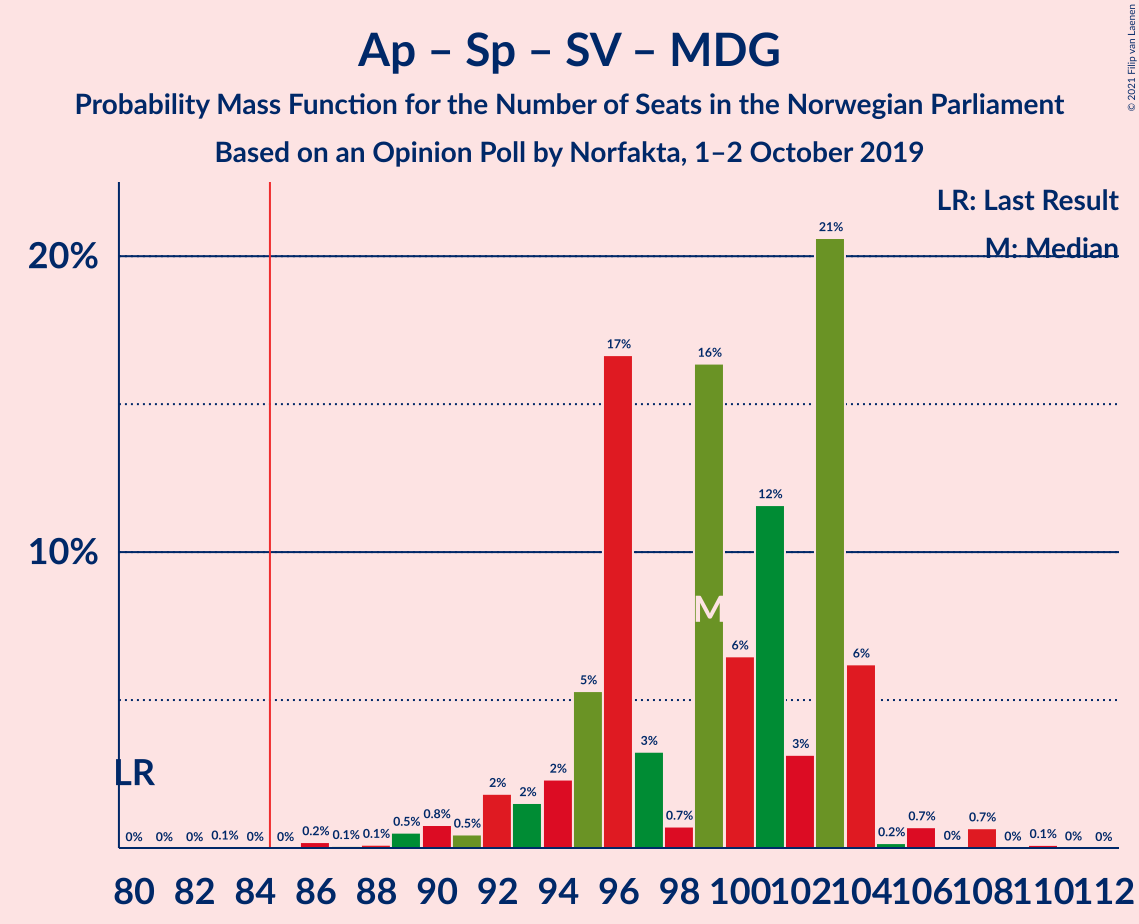 Ap – Sp – SV – MDG
Probability Mass Function for the Number of Seats in the Norwegian Parliament
Based on an Opinion Poll by Norfakta, 1–2 October 2019
© 2021 Filip van Laenen
LR: Last Result
M: Median
20%
10%
LR
M
0% 0% 0% 0.1% 0% 0% 0.2% 0.1% 0.1% 0.5% 0.8% 0.5% 2% 2% 2% 5% 17% 3% 0.7% 16% 6% 12% 3% 21% 6% 0.2% 0.7% 0% 0.7% 0% 0.1% 0% 0%
80 82 84 86 88 90 92 94 96 98 100 102 104 106 108 110 112